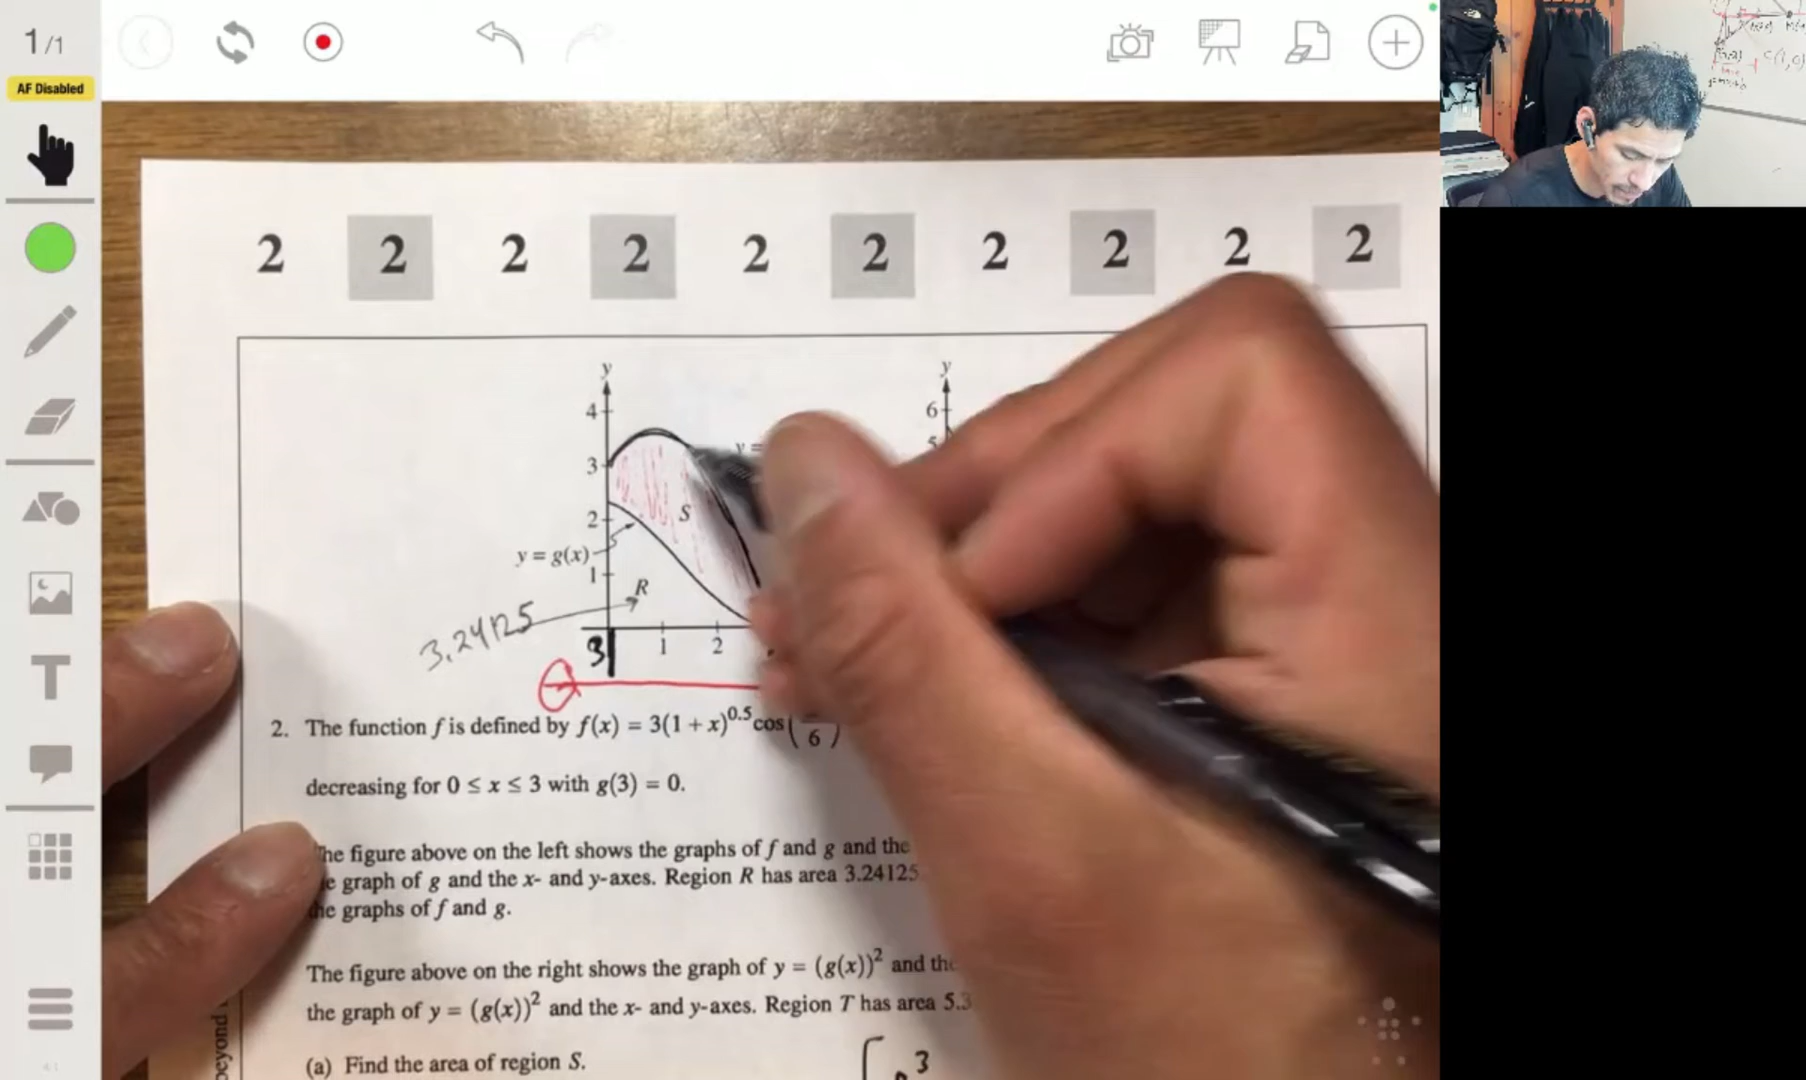 1/1
AF Disabled
2 2 2 2 2 2 2 2 2 2
y
4
3
2
1
y = g(x)
S
R
y =
1 2
3
3.24125
y
6
5
T
2. The function f is defined by f(x) = 3(1 + x)^0.5 cos( 6 )
decreasing for 0 ≤ x ≤ 3 with g(3) = 0.
he figure above on the left shows the graphs of f and g and the
e graph of g and the x- and y-axes. Region R has area 3.24125
he graphs of f and g.
The figure above on the right shows the graph of y = (g(x))² and the
the graph of y = (g(x))² and the x- and y-axes. Region T has area 5.3
(a) Find the area of region S.
3
beyond
C(1,0)